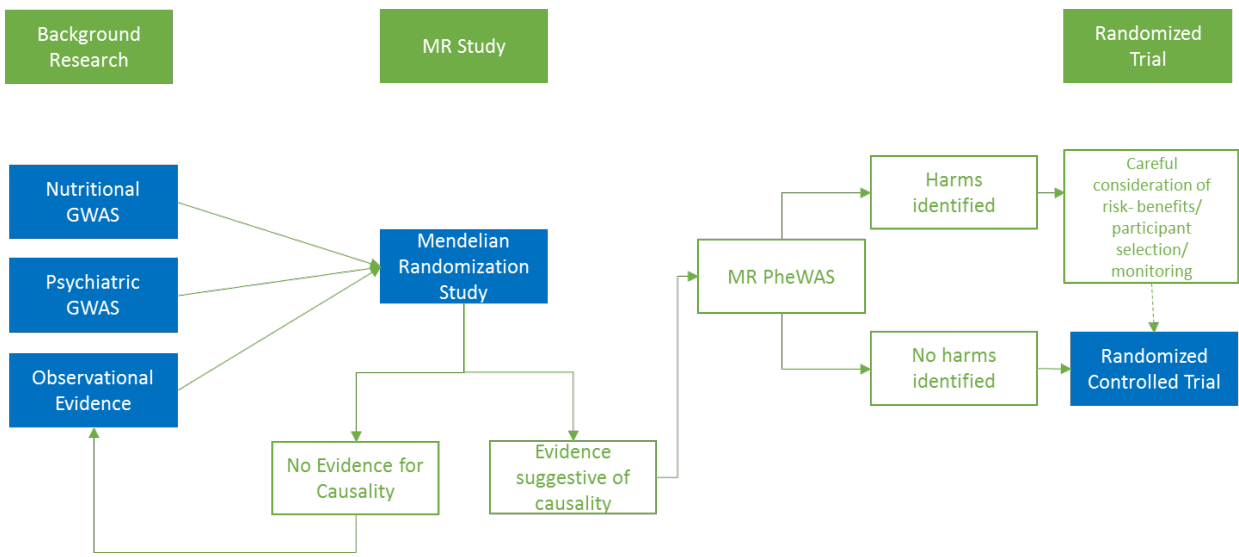 Background
Research
MR Study
Randomized
Trial
Nutritional
GWAS
Psychiatric
GWAS
Observational
Evidence
Mendelian
Randomization
Study
No Evidence for
Causality
Evidence
suggestive of
causality
MR PheWAS
Harms
identified
No harms
identified
Careful
consideration of
risk- benefits/
participant
selection/
monitoring
Randomized
Controlled Trial